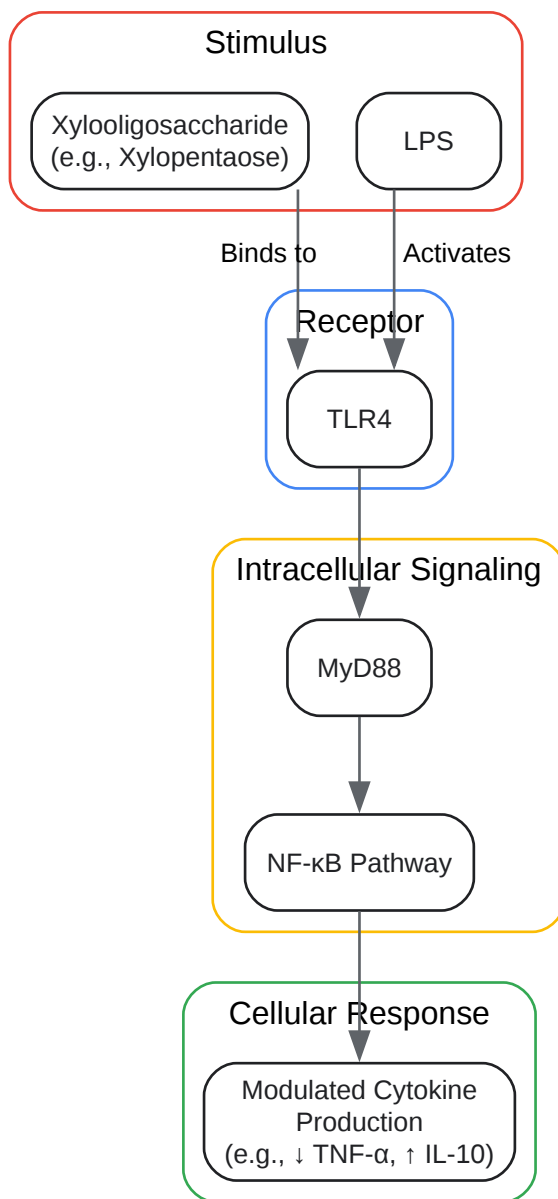 Stimulus
Xylooligosaccharide
(e.g., Xylopentaose)
LPS
Binds to
Activates
Receptor
TLR4
Intracellular Signaling
MyD88
NF-κB Pathway
Cellular Response
Modulated Cytokine
Production
(e.g., ↓ TNF-α, ↑ IL-10)